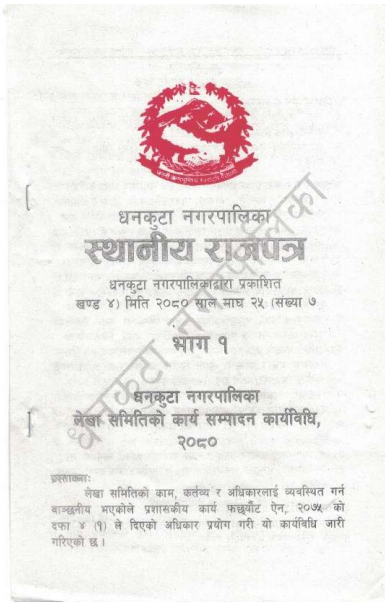 धनकुटा नगरपालिका
स्थानीय राजपत्र
धनकुटा नगरपालिकाद्वारा प्रकाशित
खण्ड ४) मिति २०८० साल माघ २५ (संख्या ७
भाग १
धनकुटा नगरपालिका
लेखा समितिको कार्य सम्पादन कार्यविधि,
२०८०
प्रस्तावनाः
लेखा समितिको काम, कर्तव्य र अधिकारलाई व्यवस्थित गर्न
वाञ्छनीय भएकोले प्रशासकीय कार्य फछ्यौंट ऐन, २०७५ को
दफा ४ (१) ले दिएको अधिकार प्रयोग गरी यो कार्यविधि जारी
गरिएको छ ।
धनकुटा नगरपालिका